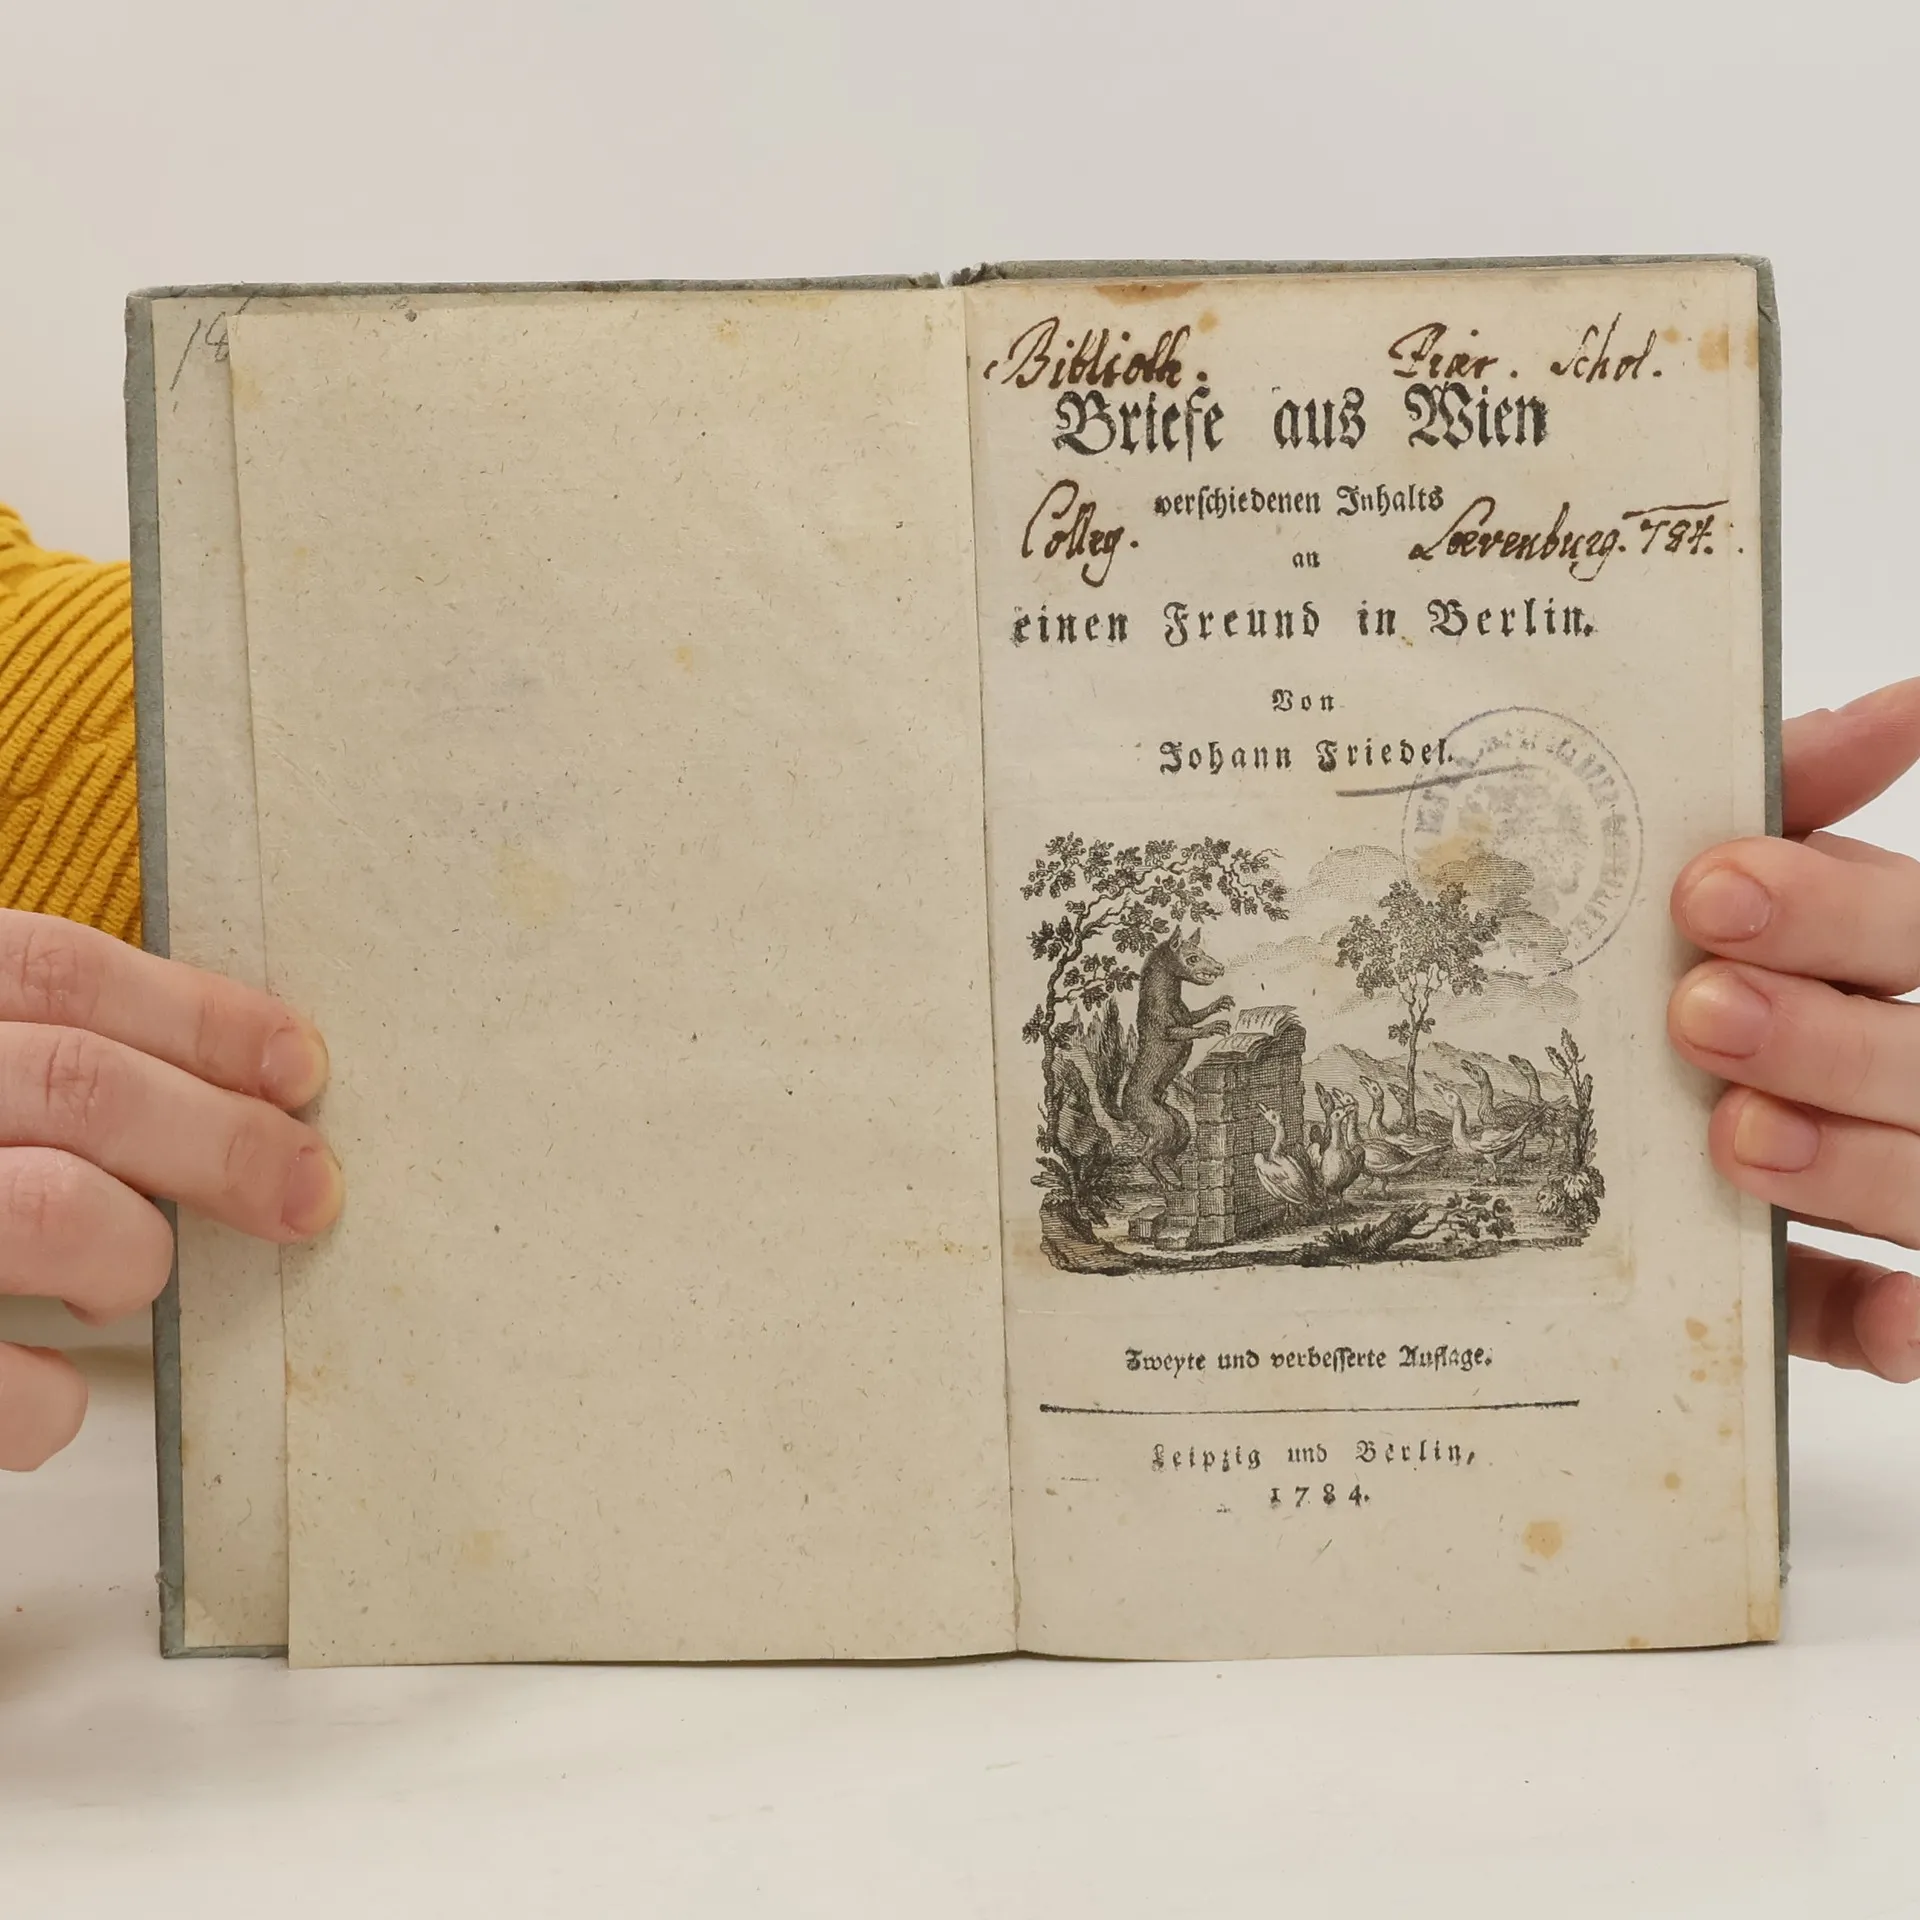 18
Biblioth. Piar. Schol.
Briefe aus Wien
verschiedenen Inhalts
Colleg. Loevenburg. 784.
an
einen Freund in Berlin.
Von
Johann Friedel.
Zweyte und verbesserte Auflage.
Leipzig und Berlin,
1784.